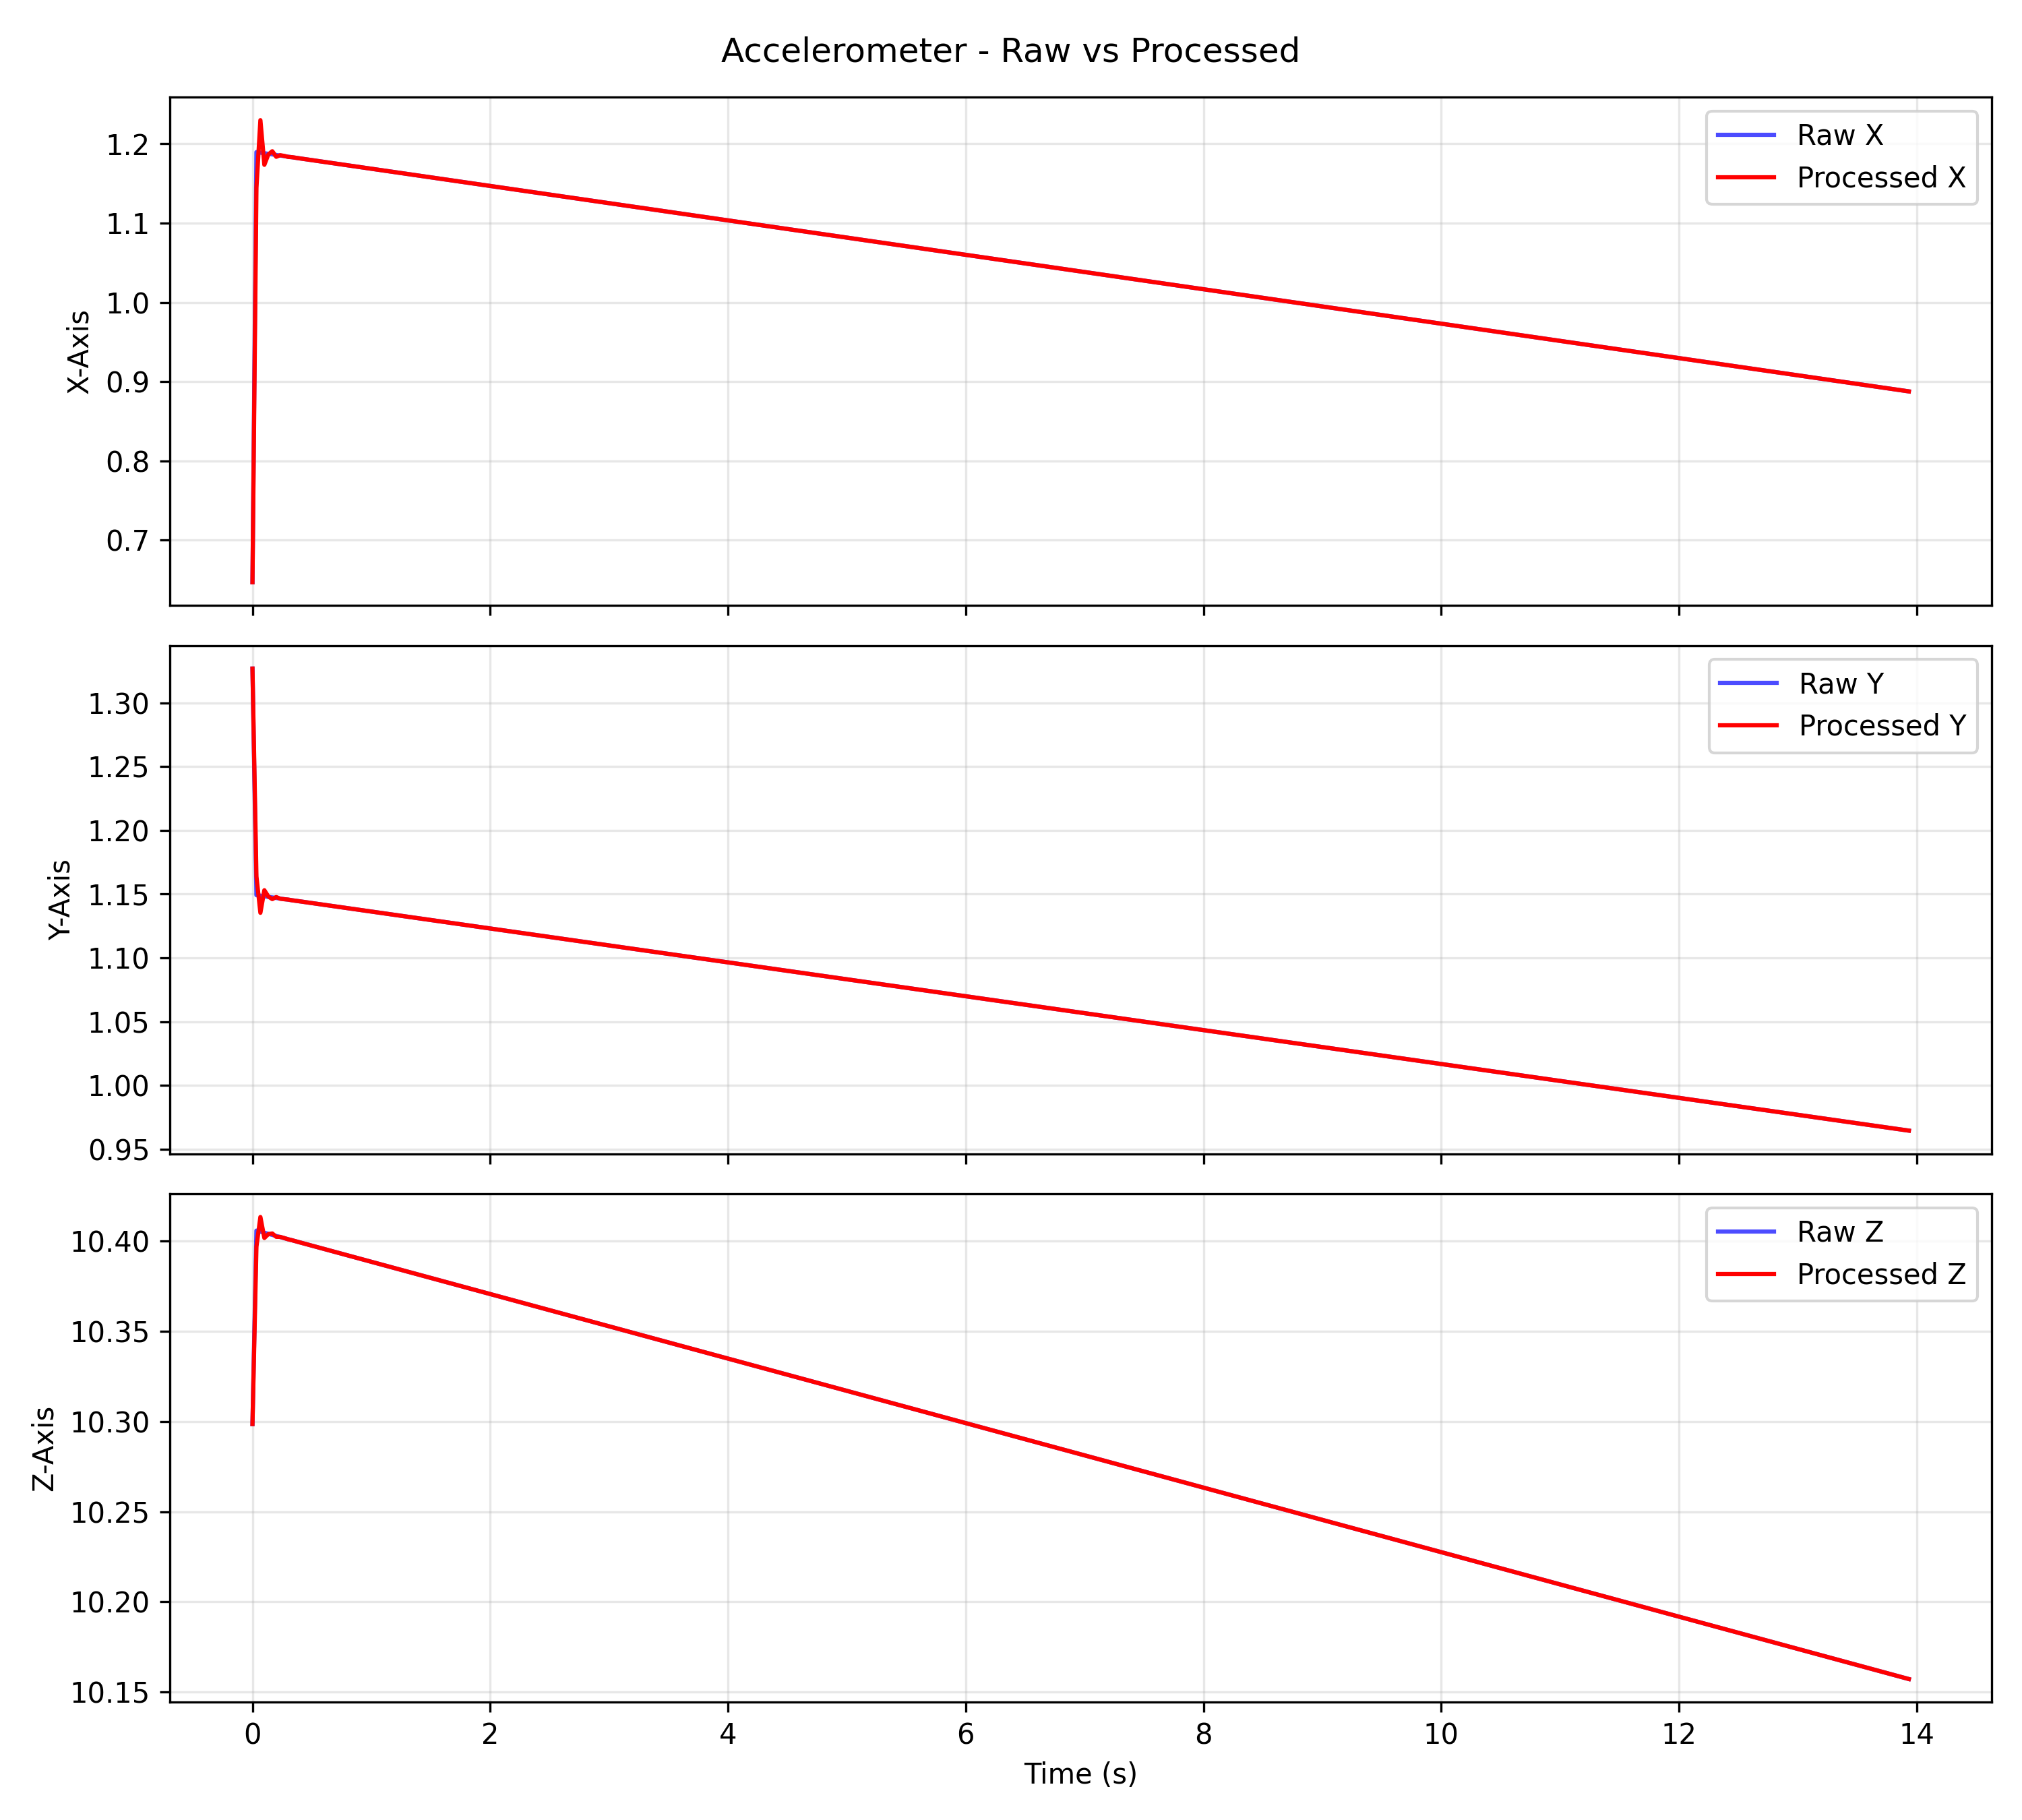 Accelerometer - Raw vs Processed
Raw X
Processed X
1.2
1.1
1.0
0.9
0.8
0.7
X-Axis
Raw Y
Processed Y
1.30
1.25
1.20
1.15
1.10
1.05
1.00
0.95
Y-Axis
Raw Z
Processed Z
10.40
10.35
10.30
10.25
10.20
10.15
Z-Axis
0 2 4 6 8 10 12 14
Time (s)